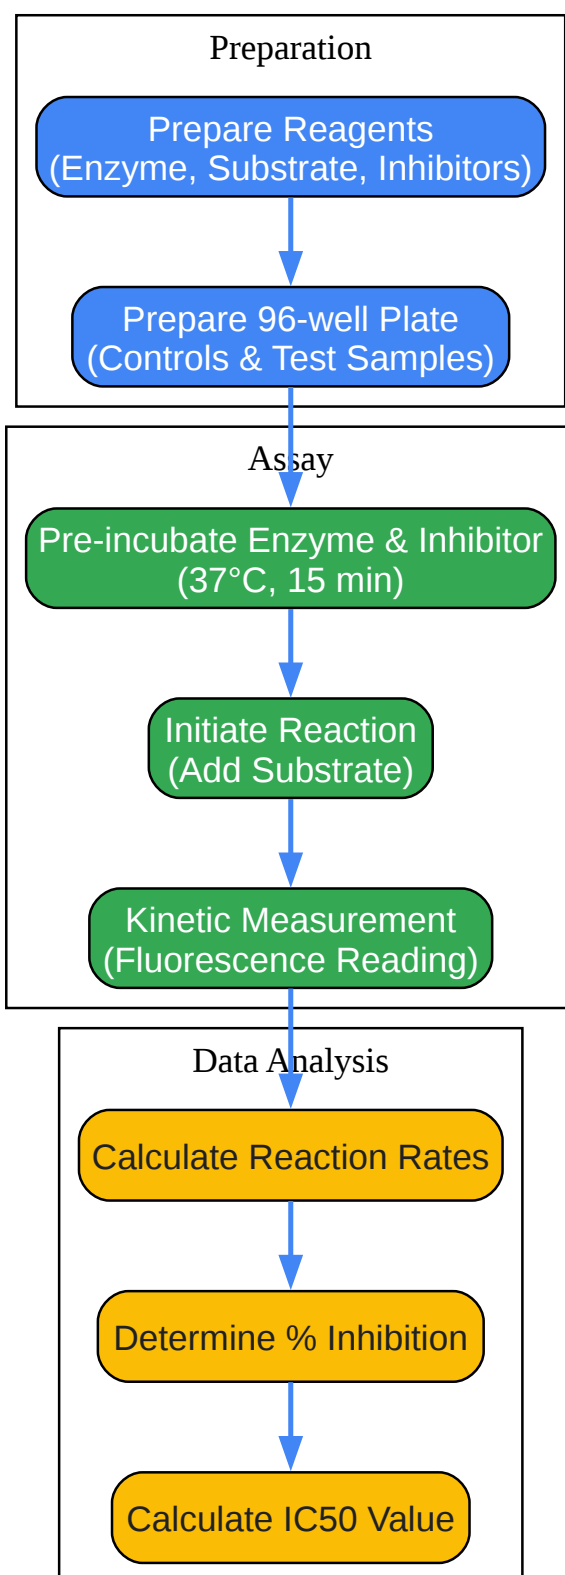 Preparation
Prepare Reagents
(Enzyme, Substrate, Inhibitors)
Prepare 96-well Plate
(Controls & Test Samples)
Assay
Pre-incubate Enzyme & Inhibitor
(37°C, 15 min)
Initiate Reaction
(Add Substrate)
Kinetic Measurement
(Fluorescence Reading)
Data Analysis
Calculate Reaction Rates
Determine % Inhibition
Calculate IC50 Value